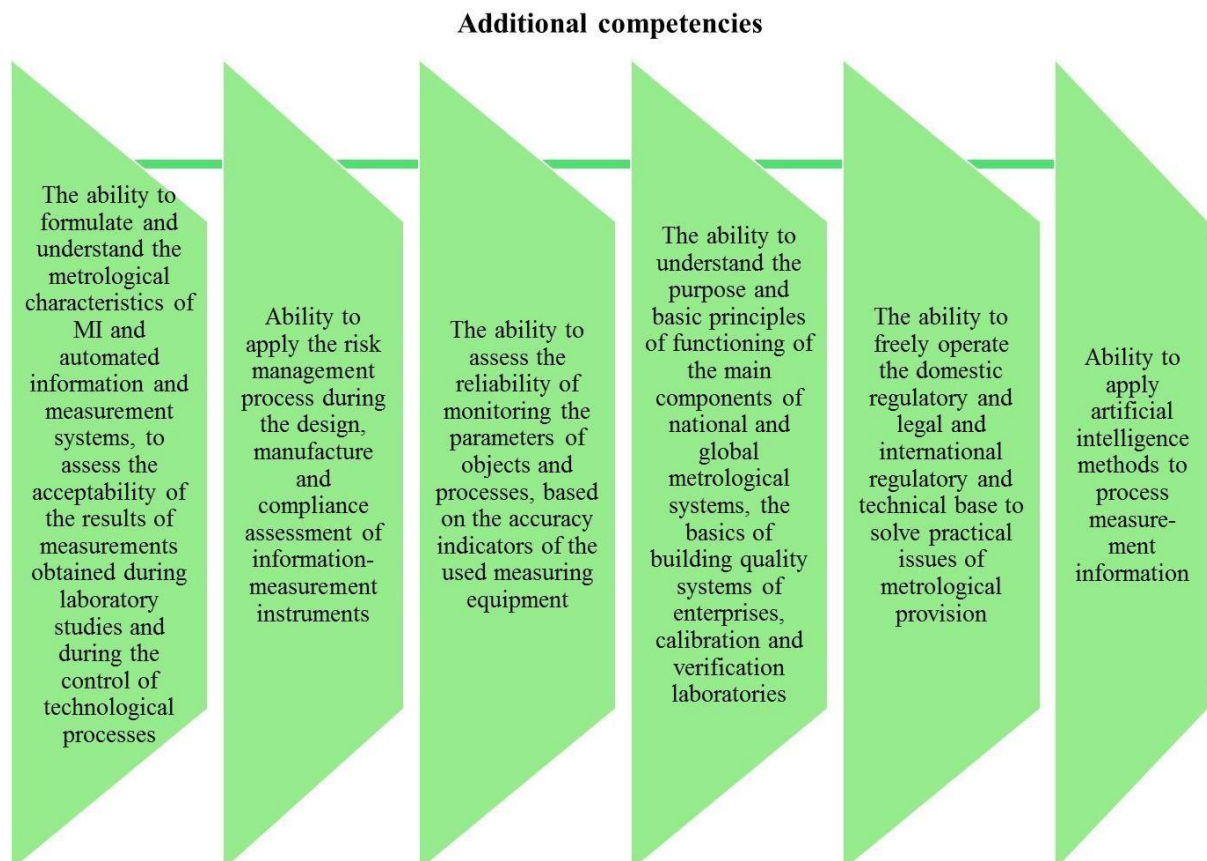 Additional competencies
The ability to
formulate and
understand the
metrological
characteristics of
MI and
automated
information and
measurement
systems, to
assess the
acceptability of
the results of
measurements
obtained during
laboratory
studies and
during the
control of
technological
processes
Ability to
apply the risk
management
process during
the design,
manufacture
and
compliance
assessment of
information-
measurement
instruments
The ability to
assess the
reliability of
monitoring the
parameters of
objects and
processes, based
on the accuracy
indicators of the
used measuring
equipment
The ability to
understand the
purpose and
basic principles
of functioning of
the main
components of
national and
global
metrological
systems, the
basics of
building quality
systems of
enterprises,
calibration and
verification
laboratories
The ability to
freely operate
the domestic
regulatory and
legal and
international
regulatory and
technical base to
solve practical
issues of
metrological
provision
Ability to
apply
artificial
intelligence
methods to
process
measure-
ment
information